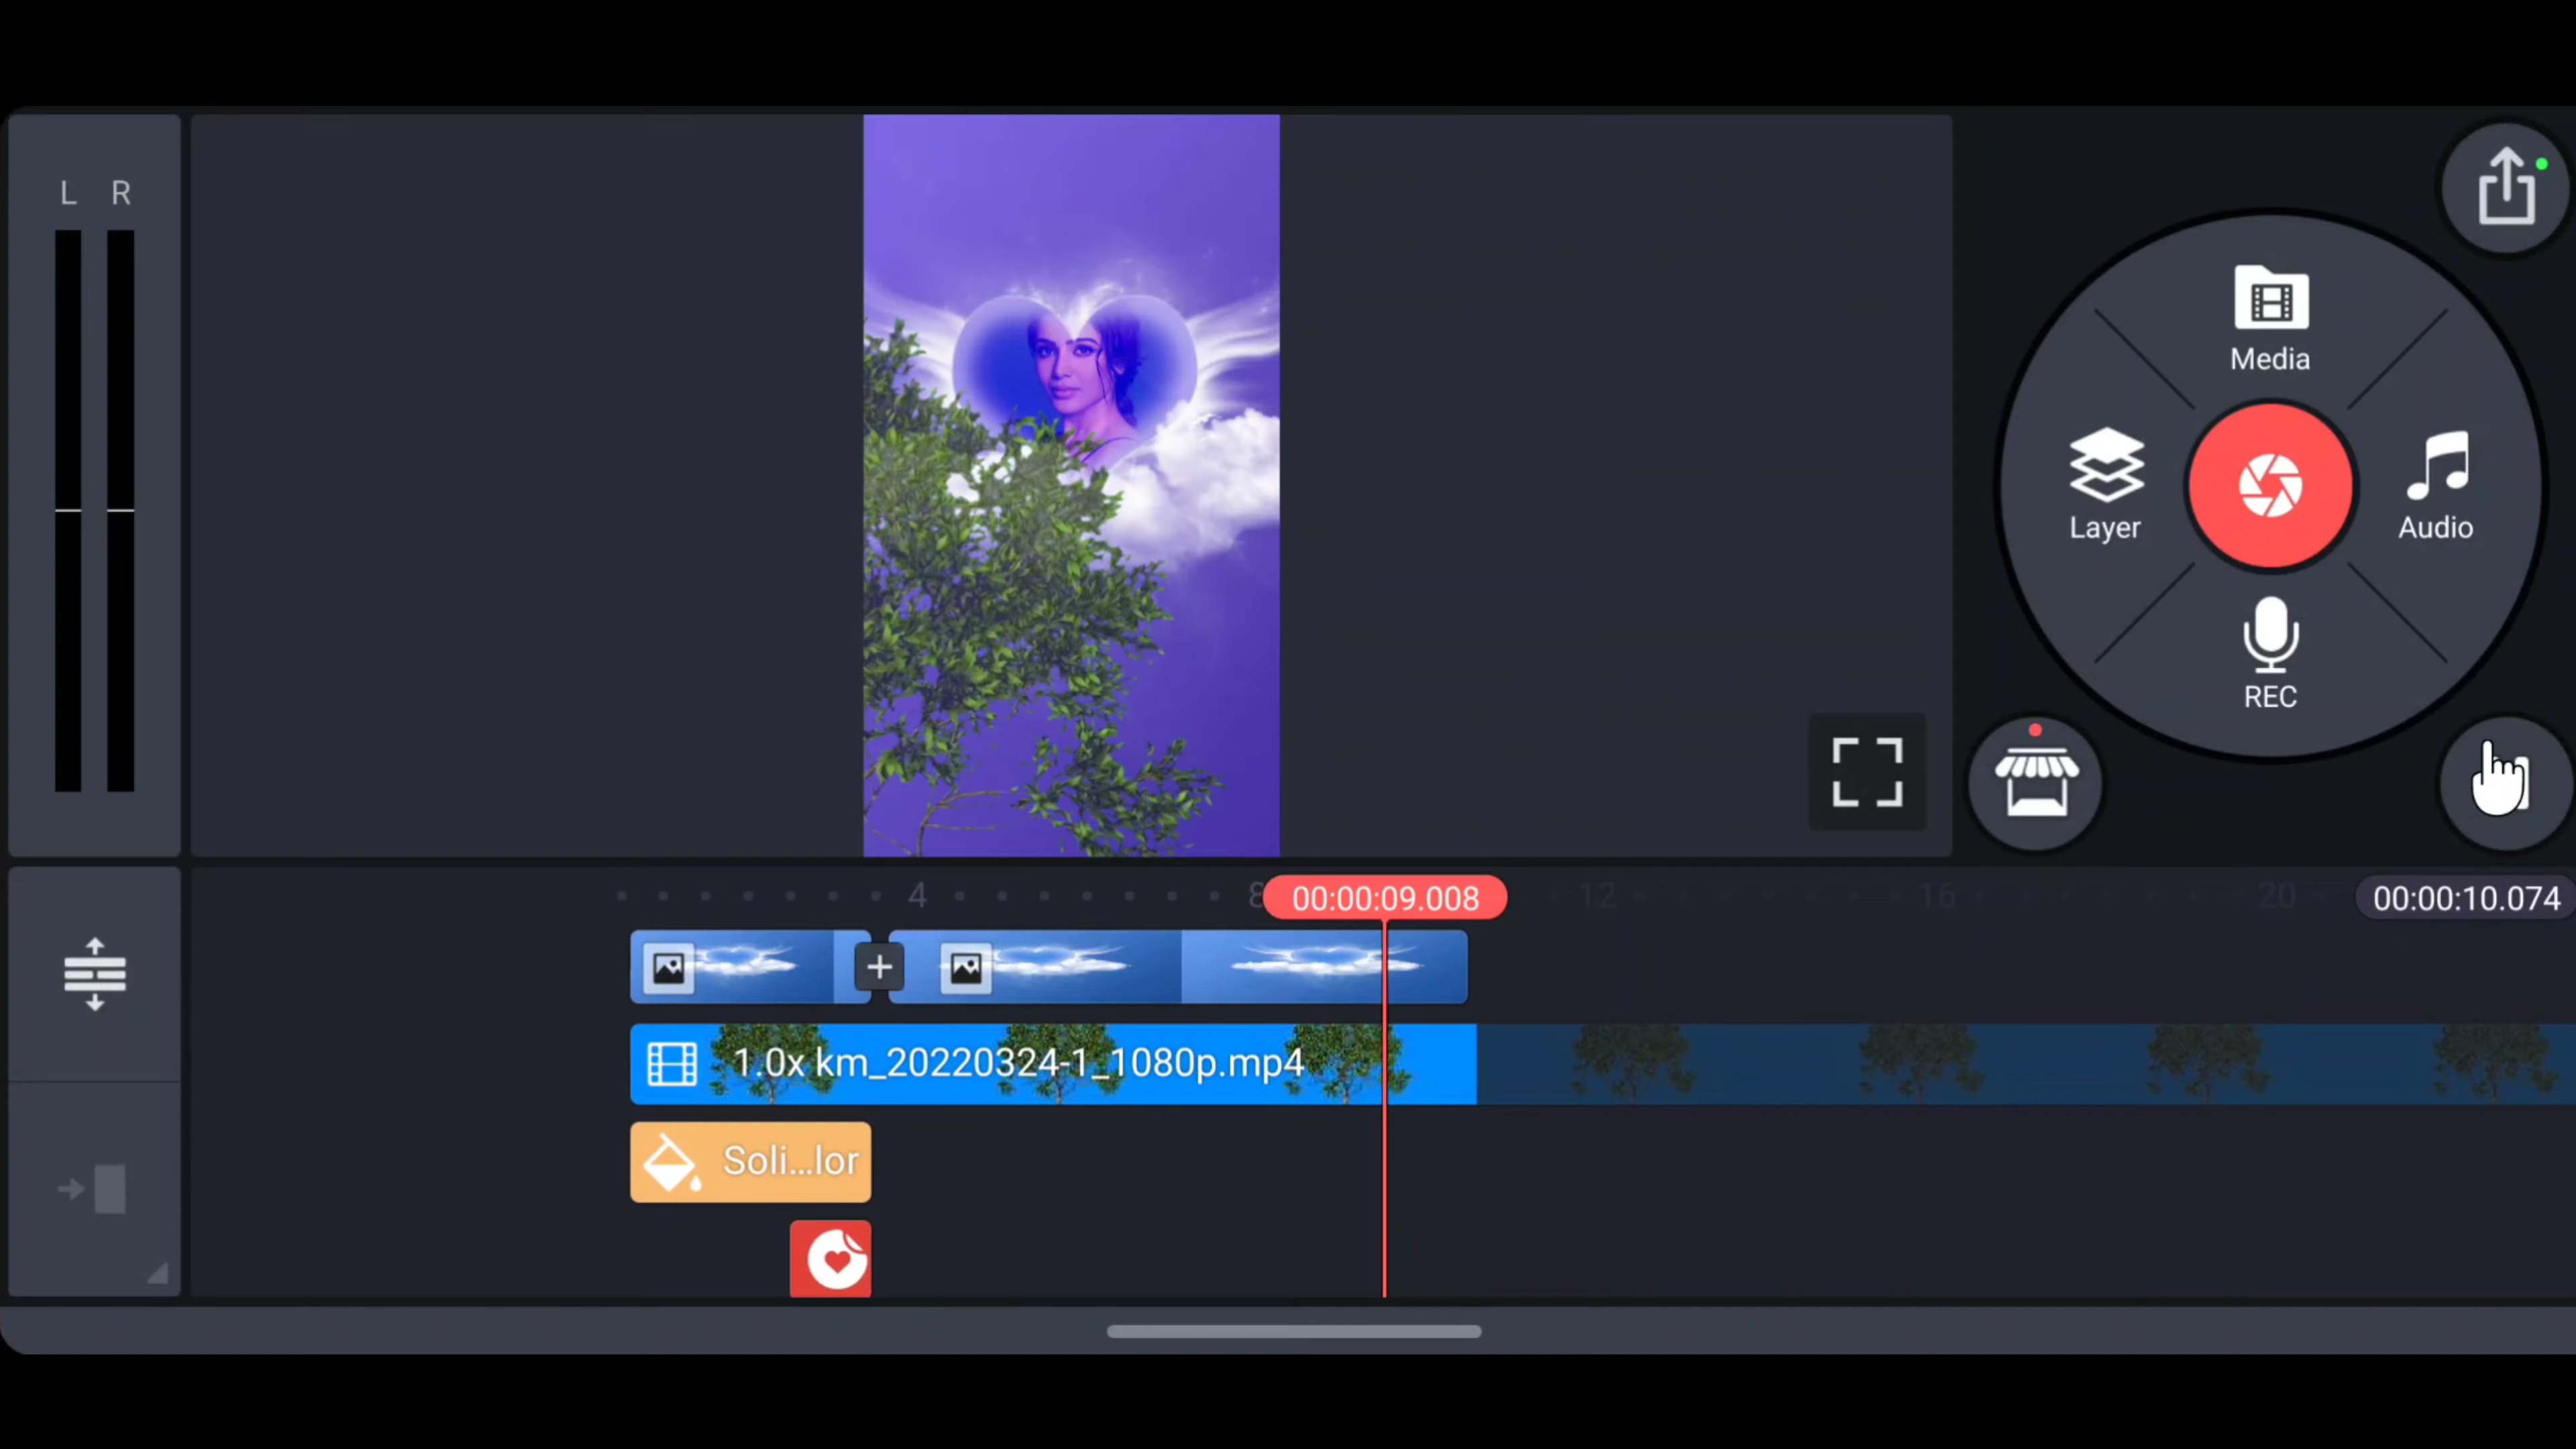 L R
Media
Layer
Audio
REC
4
8
00:00:09.008
12
16
20
00:00:10.074
1.0x km_20220324-1_1080p.mp4
Soli...lor